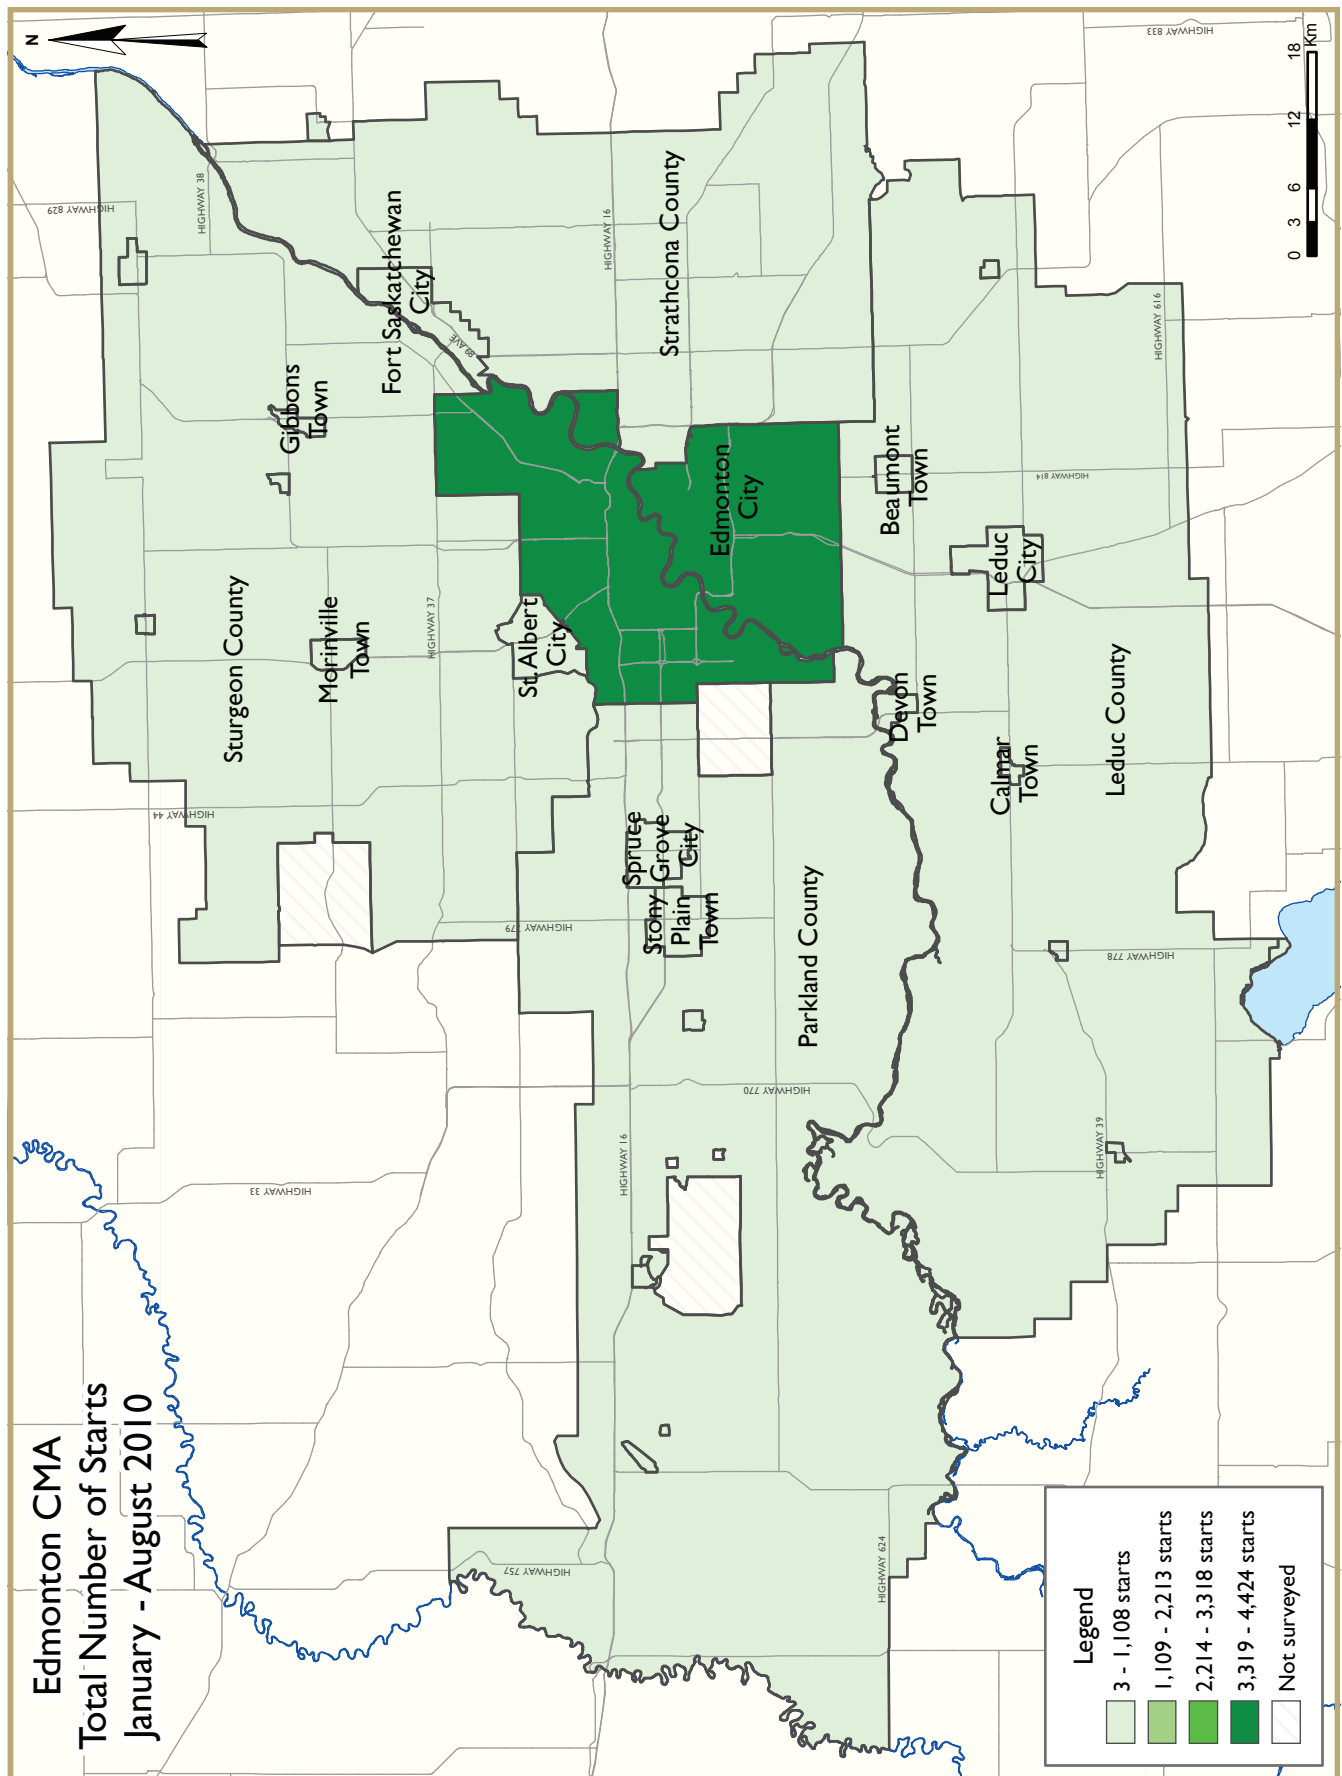 Edmonton CMA
Total Number of Starts
January - August 2010
N
HIGHWAY 829
HIGHWAY 38
HIGHWAY 833
Fort Saskatchewan
City
89 AVE
HIGHWAY 16
Strathcona County
Gibbons
Town
HIGHWAY 616
Sturgeon County
Morinville
Town
HIGHWAY 37
St. Albert
City
Edmonton
City
Beaumont
Town
HIGHWAY 814
Leduc
City
HIGHWAY 44
Devon
Town
Calmar
Town
Leduc County
Spruce
Grove
City
Stony
Plain
Town
HIGHWAY 779
Parkland County
HIGHWAY 778
HIGHWAY 770
HIGHWAY 33
HIGHWAY 16
HIGHWAY 39
HIGHWAY 757
HIGHWAY 624
0 3 6 12 18
Km
Legend
3 - 1,108 starts
1,109 - 2,213 starts
2,214 - 3,318 starts
3,319 - 4,424 starts
Not surveyed